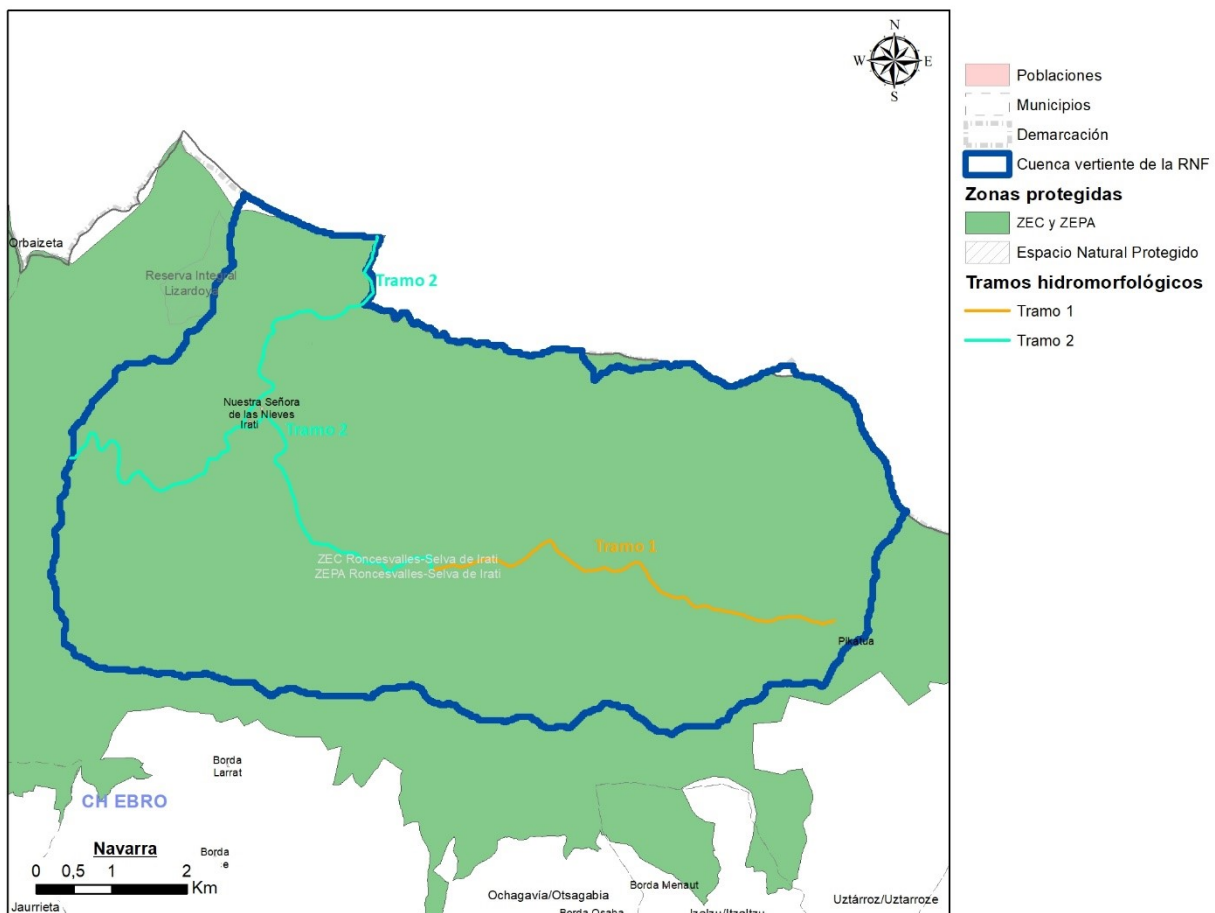 N
W
E
S
Orbaizeta
Reserva Integral
Lizardoya
Tramo 2
Nuestra Señora
de las Nieves
Irati
Tramo 2
ZEC Roncesvalles-Selva de Irati
ZEPA Roncesvalles-Selva de Irati
Tramo 1
Pikatua
Borda
Larrat
CH EBRO
Navarra
0 0,5 1 2
Km
Borda
e
Jaurrieta
Ochagavía/Otsagabia
Borda Menaut
Uztárroz/Uztarroze
Poblaciones
Municipios
Demarcación
Cuenca vertiente de la RNF
Zonas protegidas
ZEC y ZEPA
Espacio Natural Protegido
Tramos hidromorfológicos
Tramo 1
Tramo 2